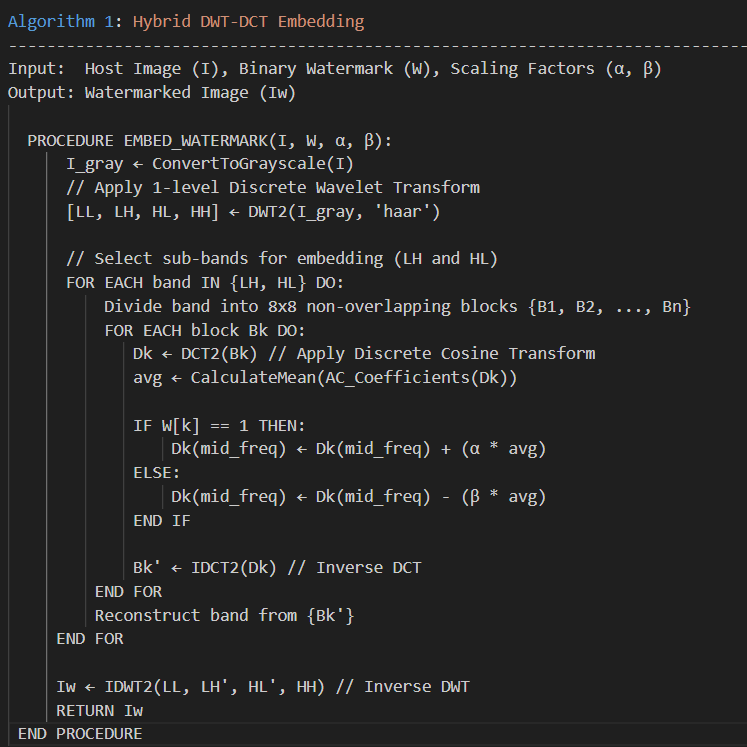 Algorithm 1: Hybrid DWT-DCT Embedding
--------------------------------------------------------------------------------
Input:  Host Image (I), Binary Watermark (W), Scaling Factors (α, β)
Output: Watermarked Image (Iw)
PROCEDURE EMBED_WATERMARK(I, W, α, β):
I_gray ← ConvertToGrayscale(I)
// Apply 1-level Discrete Wavelet Transform
[LL, LH, HL, HH] ← DWT2(I_gray, 'haar')
// Select sub-bands for embedding (LH and HL)
FOR EACH band IN {LH, HL} DO:
Divide band into 8x8 non-overlapping blocks {B1, B2, ..., Bn}
FOR EACH block Bk DO:
Dk ← DCT2(Bk) // Apply Discrete Cosine Transform
avg ← CalculateMean(AC_Coefficients(Dk))
IF W[k] == 1 THEN:
Dk(mid_freq) ← Dk(mid_freq) + (α * avg)
ELSE:
Dk(mid_freq) ← Dk(mid_freq) - (β * avg)
END IF
Bk' ← IDCT2(Dk) // Inverse DCT
END FOR
Reconstruct band from {Bk'}
END FOR
Iw ← IDWT2(LL, LH', HL', HH) // Inverse DWT
RETURN Iw
END PROCEDURE